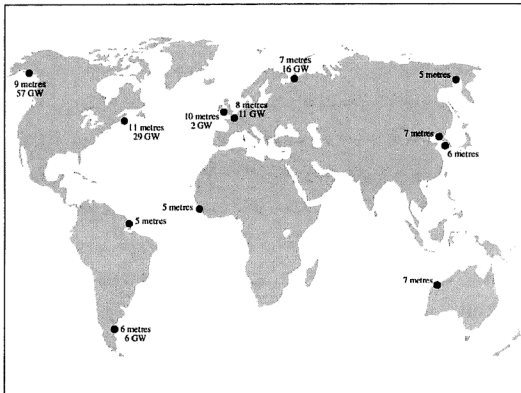 7 metres
16 GW
5 metres
9 metres
57 GW
8 metres
11 GW
10 metres
2 GW
11 metres
29 GW
7 metres
6 metres
5 metres
5 metres
7 metres
6 metres
6 GW